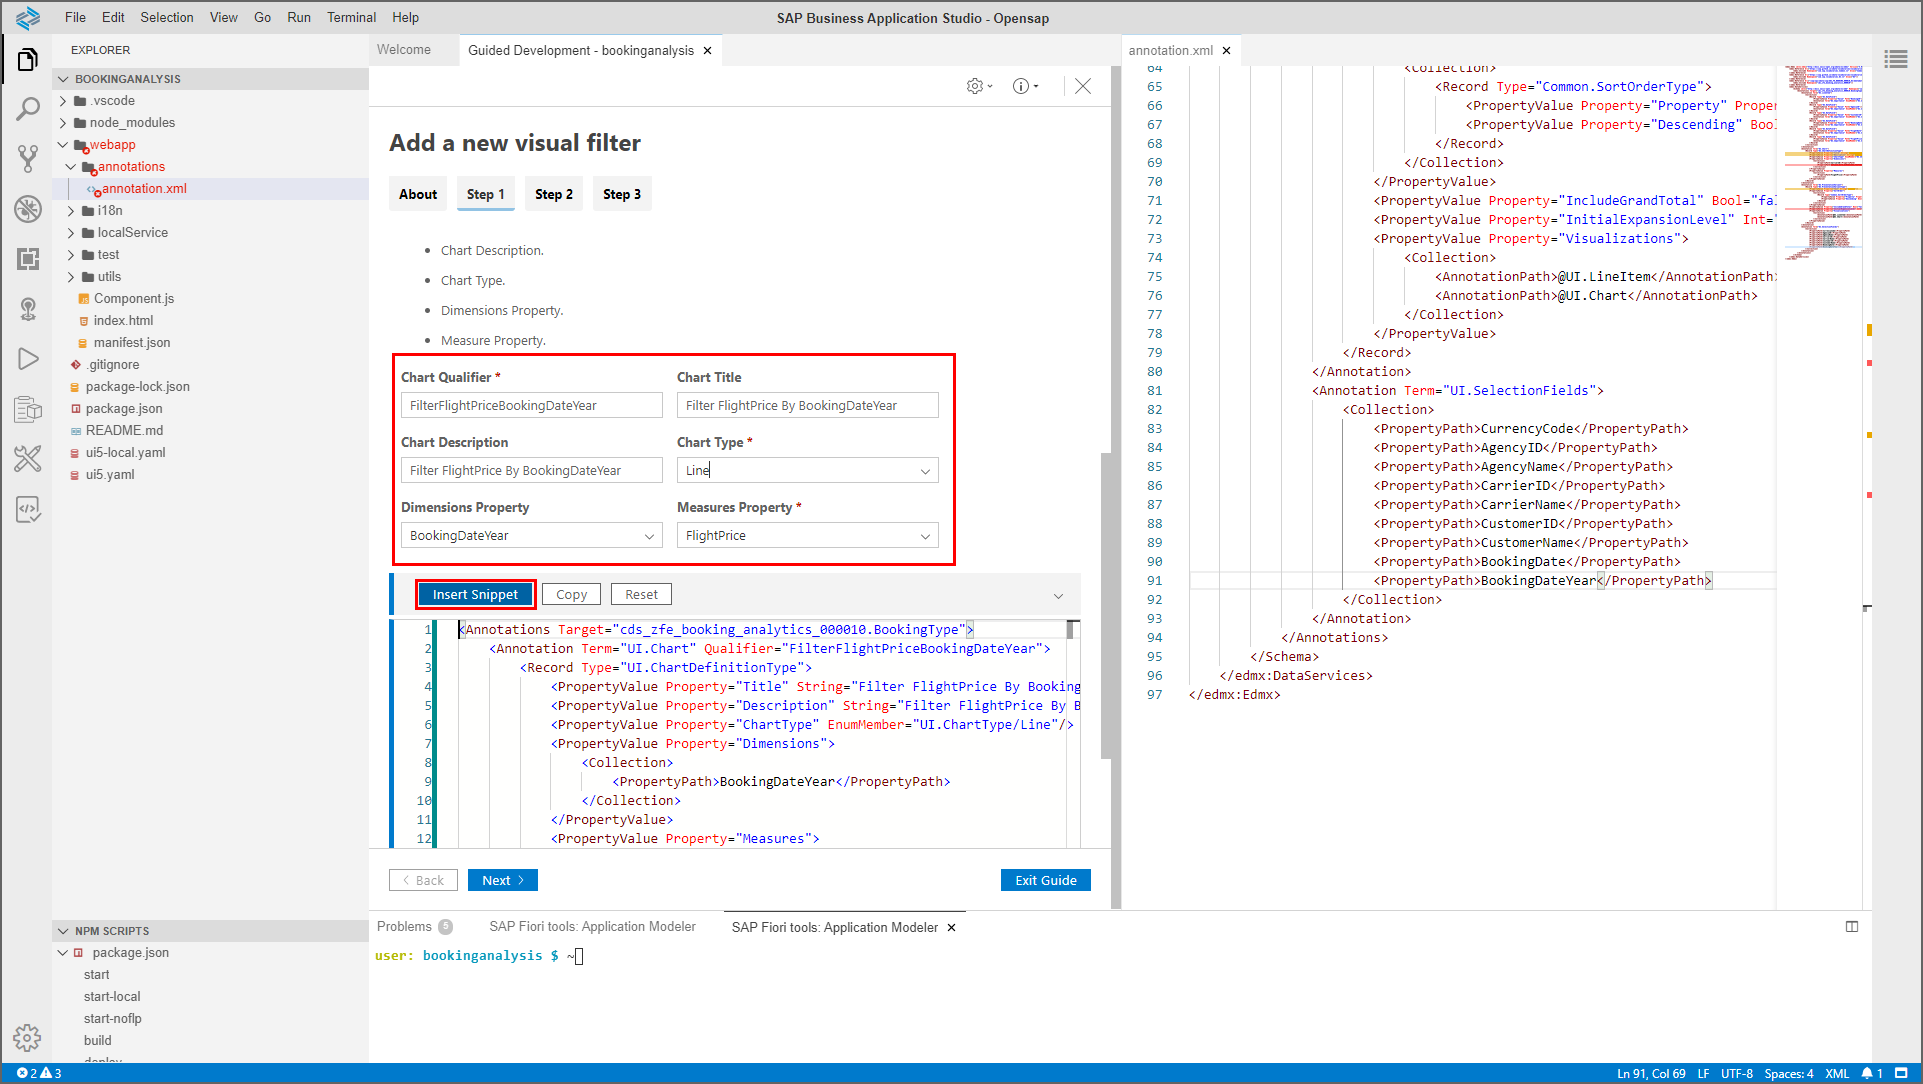 File Edit Selection View Go Run Terminal Help
SAP Business Application Studio - Opensap
EXPLORER
BOOKINGANALYSIS
.vscode
node_modules
webapp
annotations
annotation.xml
i18n
localService
test
utils
Component.js
index.html
manifest.json
.gitignore
package-lock.json
package.json
README.md
ui5-local.yaml
ui5.yaml
NPM SCRIPTS
package.json
start
start-local
start-noflp
build
deploy
Welcome
Guided Development - bookinganalysis
Add a new visual filter
About Step 1 Step 2 Step 3
• Chart Description.
• Chart Type.
• Dimensions Property.
• Measure Property.
Chart Qualifier * Chart Title
FilterFlightPriceBookingDateYear Filter FlightPrice By BookingDateYear
Chart Description Chart Type *
Filter FlightPrice By BookingDateYear Line
Dimensions Property Measures Property *
BookingDateYear FlightPrice
Insert Snippet Copy Reset
1 <Annotations Target="cds_zfe_booking_analytics_000010.BookingType">
2 <Annotation Term="UI.Chart" Qualifier="FilterFlightPriceBookingDateYear">
3 <Record Type="UI.ChartDefinitionType">
4 <PropertyValue Property="Title" String="Filter FlightPrice By Booking
5 <PropertyValue Property="Description" String="Filter FlightPrice By B
6 <PropertyValue Property="ChartType" EnumMember="UI.ChartType/Line"/>
7 <PropertyValue Property="Dimensions">
8 <Collection>
9 <PropertyPath>BookingDateYear</PropertyPath>
10 </Collection>
11 </PropertyValue>
12 <PropertyValue Property="Measures">
< Back Next > Exit Guide
annotation.xml
64 <Collection>
65 <Record Type="Common.SortOrderType">
66 <PropertyValue Property="Property" Proper
67 <PropertyValue Property="Descending" Bool
68 </Record>
69 </Collection>
70 </PropertyValue>
71 <PropertyValue Property="IncludeGrandTotal" Bool="fal
72 <PropertyValue Property="InitialExpansionLevel" Int="
73 <PropertyValue Property="Visualizations">
74 <Collection>
75 <AnnotationPath>@UI.LineItem</AnnotationPath>
76 <AnnotationPath>@UI.Chart</AnnotationPath>
77 </Collection>
78 </PropertyValue>
79 </Record>
80 </Annotation>
81 <Annotation Term="UI.SelectionFields">
82 <Collection>
83 <PropertyPath>CurrencyCode</PropertyPath>
84 <PropertyPath>AgencyID</PropertyPath>
85 <PropertyPath>AgencyName</PropertyPath>
86 <PropertyPath>CarrierID</PropertyPath>
87 <PropertyPath>CarrierName</PropertyPath>
88 <PropertyPath>CustomerID</PropertyPath>
89 <PropertyPath>CustomerName</PropertyPath>
90 <PropertyPath>BookingDate</PropertyPath>
91 <PropertyPath>BookingDateYear</PropertyPath>
92 </Collection>
93 </Annotation>
94 </Annotations>
95 </Schema>
96 </edmx:DataServices>
97 </edmx:Edmx>
Problems 5 SAP Fiori tools: Application Modeler SAP Fiori tools: Application Modeler
user: bookinganalysis $ ~
2 3 Ln 91, Col 69 LF UTF-8 Spaces: 4 XML 1